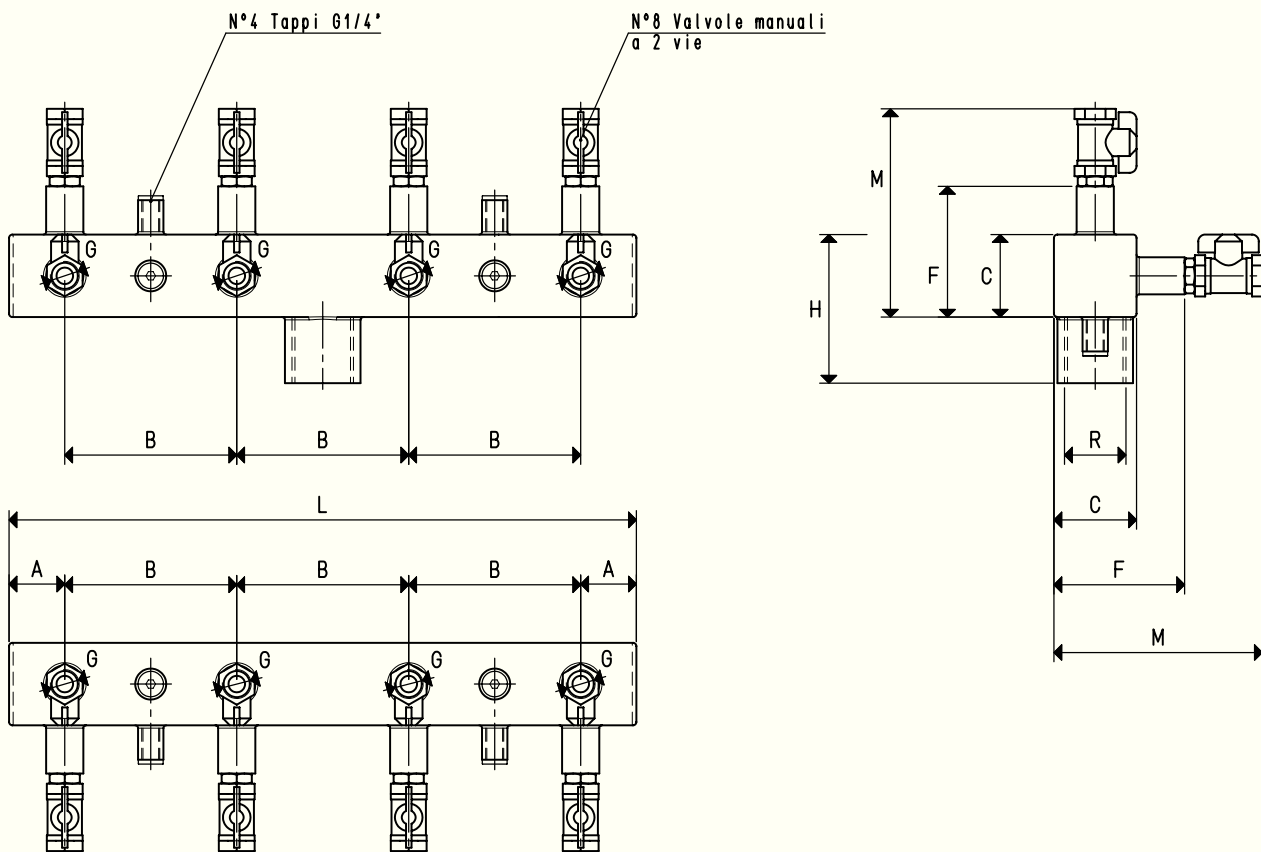 N°4 Tappi G1/4"
N°8 Valvole manuali
a 2 vie
G G G G
B B B
L
A B B B A
G G G G
M
F
C
H
R
C
F
M